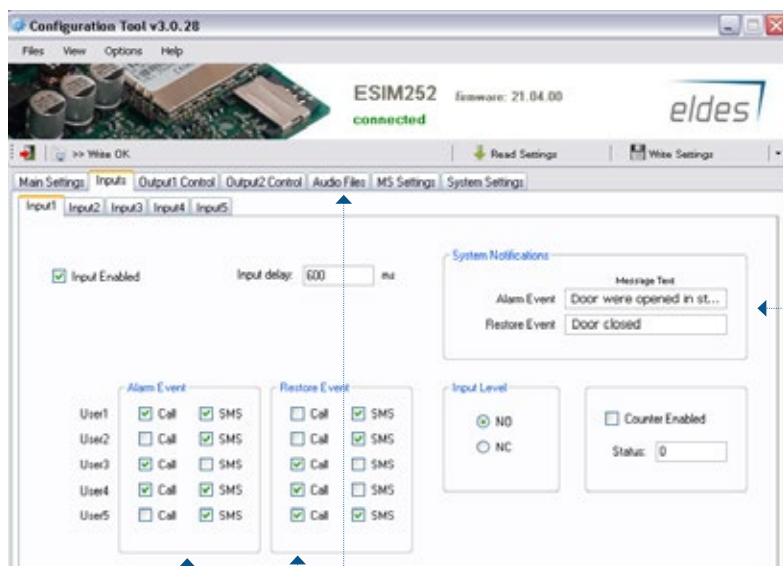 Configuration Tool v3.0.28
Files View Options Help
ESIM252 firmware: 21.04.00
connected
eldes
>> Write OK Read Settings Write Settings
Main Settings Inputs Output1 Control Output2 Control Audio Files MS Settings System Settings
Input1 Input2 Input3 Input4 Input5
System Notifications
Input Enabled Input delay: 600 ms
Message Text
Alarm Event Door were opened in st...
Restore Event Door closed
Alarm Event Restore Event Input Level
User1 Call SMS Call SMS NO Counter Enabled
User2 Call SMS Call SMS NC Status: 0
User3 Call SMS Call SMS
User4 Call SMS Call SMS
User5 Call SMS Call SMS